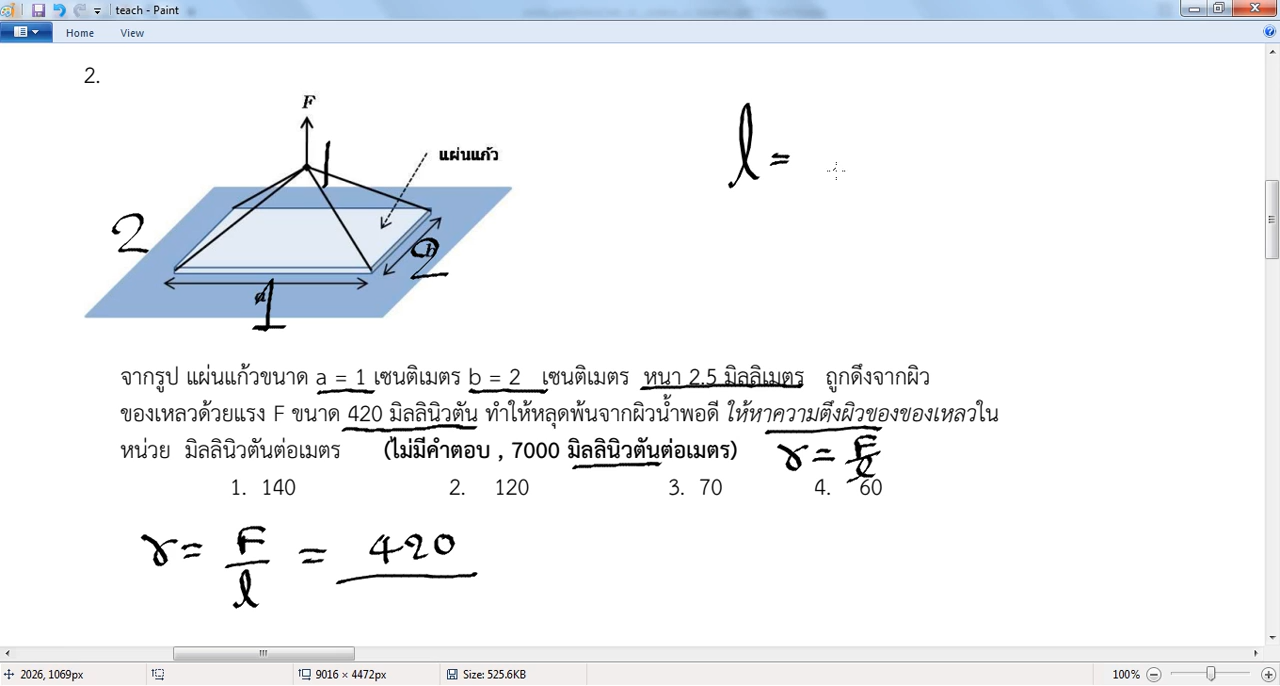 teach - Paint
Home View
2.
F
1
แผ่นแก้ว
2
b
2
a
1
l =
จากรูป แผ่นแก้วขนาด a = 1 เซนติเมตร b = 2 เซนติเมตร หนา 2.5 มิลลิเมตร ถูกดึงจากผิว
ของเหลวด้วยแรง F ขนาด 420 มิลลินิวตัน ทำให้หลุดพ้นจากผิวน้ำพอดี ให้หาความตึงผิวของของเหลวใน
หน่วย มิลลินิวตันต่อเมตร (ไม่มีคำตอบ , 7000 มิลลินิวตันต่อเมตร) γ = F/l
1. 140 2. 120 3. 70 4. 60
γ = F/l = 420
2026, 1069px 9016 × 4472px Size: 525.6KB 100%